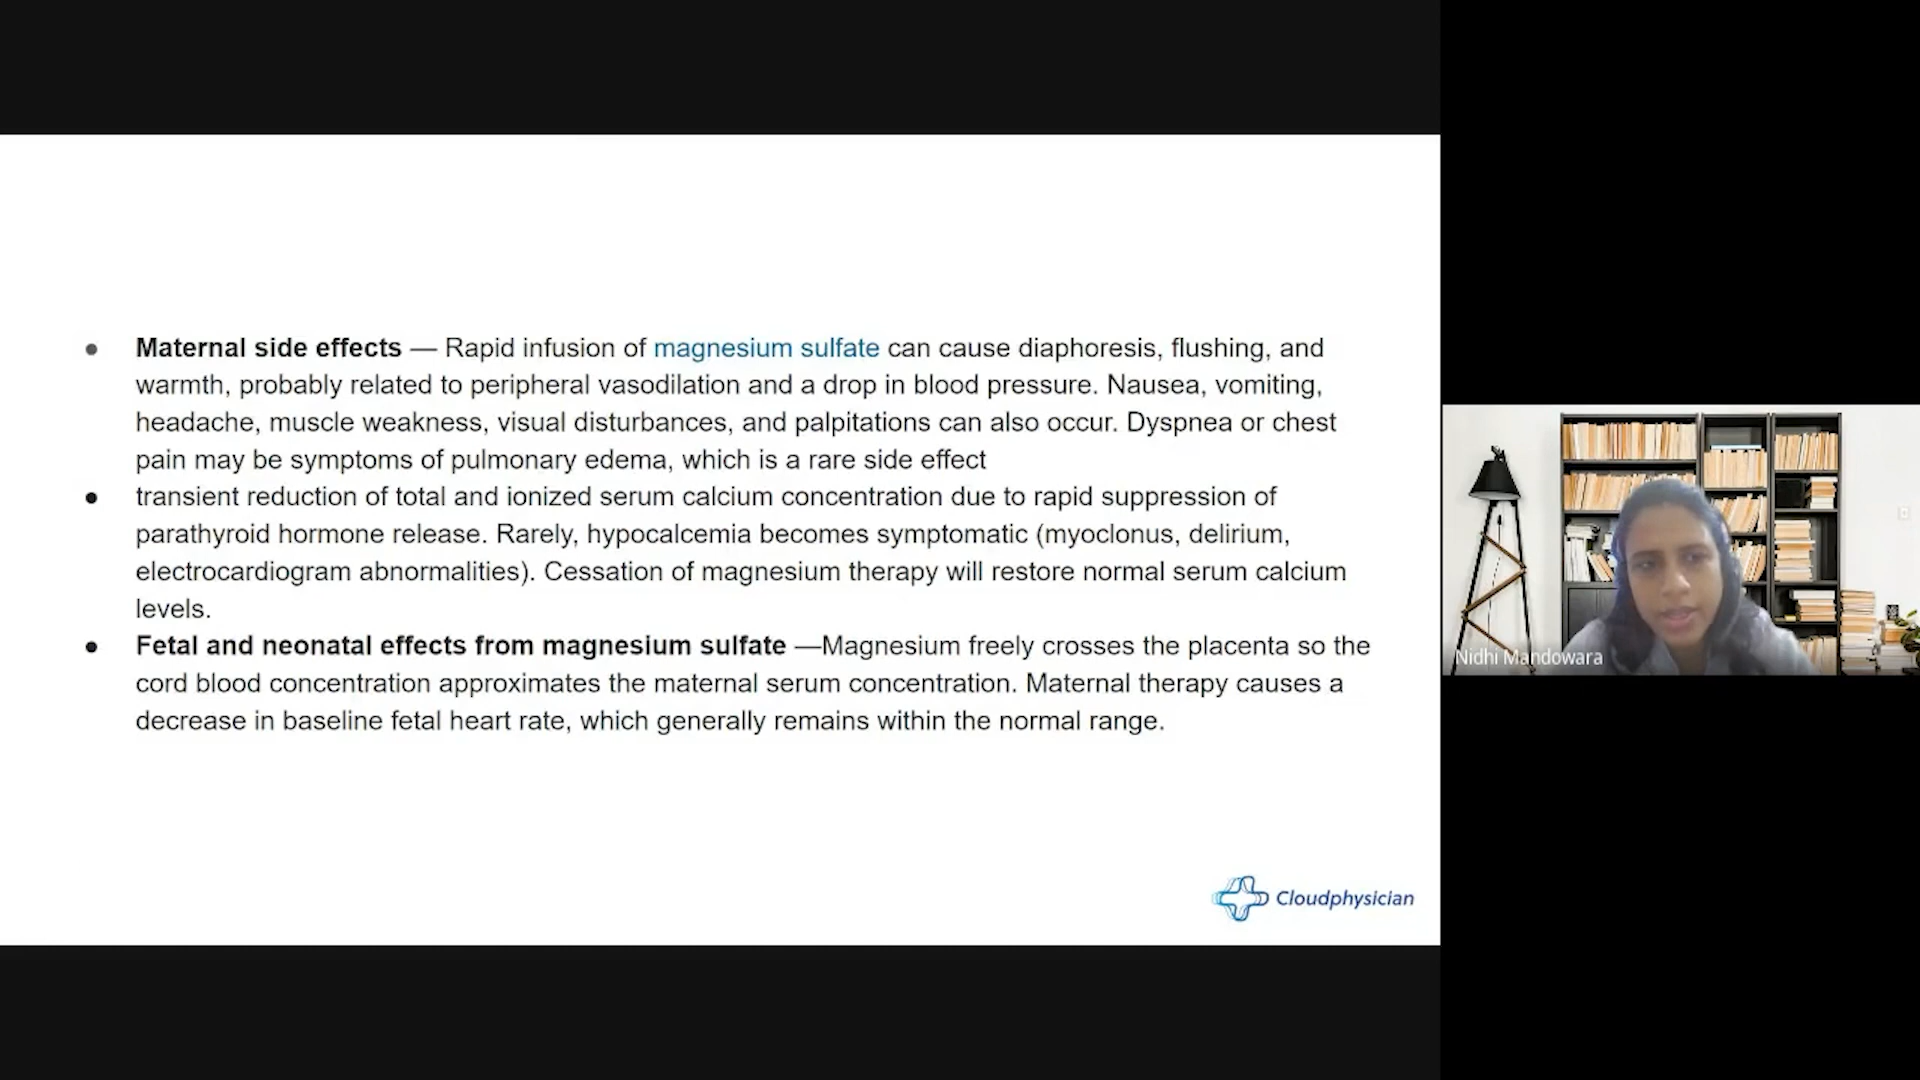 ● Maternal side effects — Rapid infusion of magnesium sulfate can cause diaphoresis, flushing, and
warmth, probably related to peripheral vasodilation and a drop in blood pressure. Nausea, vomiting,
headache, muscle weakness, visual disturbances, and palpitations can also occur. Dyspnea or chest
pain may be symptoms of pulmonary edema, which is a rare side effect
● transient reduction of total and ionized serum calcium concentration due to rapid suppression of
parathyroid hormone release. Rarely, hypocalcemia becomes symptomatic (myoclonus, delirium,
electrocardiogram abnormalities). Cessation of magnesium therapy will restore normal serum calcium
levels.
● Fetal and neonatal effects from magnesium sulfate —Magnesium freely crosses the placenta so the
cord blood concentration approximates the maternal serum concentration. Maternal therapy causes a
decrease in baseline fetal heart rate, which generally remains within the normal range.
Cloudphysician
Nidhi Mandowara